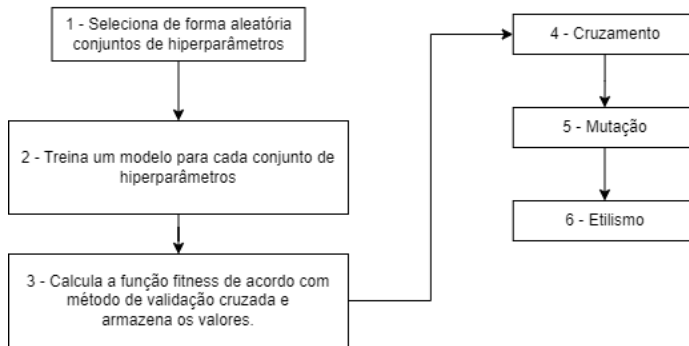 1 - Seleciona de forma aleatória
conjuntos de hiperparâmetros
2 - Treina um modelo para cada conjunto de
hiperparâmetros
3 - Calcula a função fitness de acordo com
método de validação cruzada e
armazena os valores.
4 - Cruzamento
5 - Mutação
6 - Etilismo